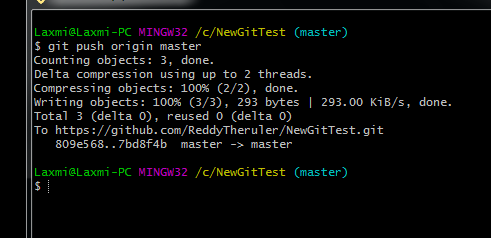 Laxmi@Laxmi-PC MINGW32 /c/NewGitTest (master)
$ git push origin master
Counting objects: 3, done.
Delta compression using up to 2 threads.
Compressing objects: 100% (2/2), done.
Writing objects: 100% (3/3), 293 bytes | 293.00 KiB/s, done.
Total 3 (delta 0), reused 0 (delta 0)
To https://github.com/ReddyTheruler/NewGitTest.git
   809e568..7bd8f4b  master -> master

Laxmi@Laxmi-PC MINGW32 /c/NewGitTest (master)
$